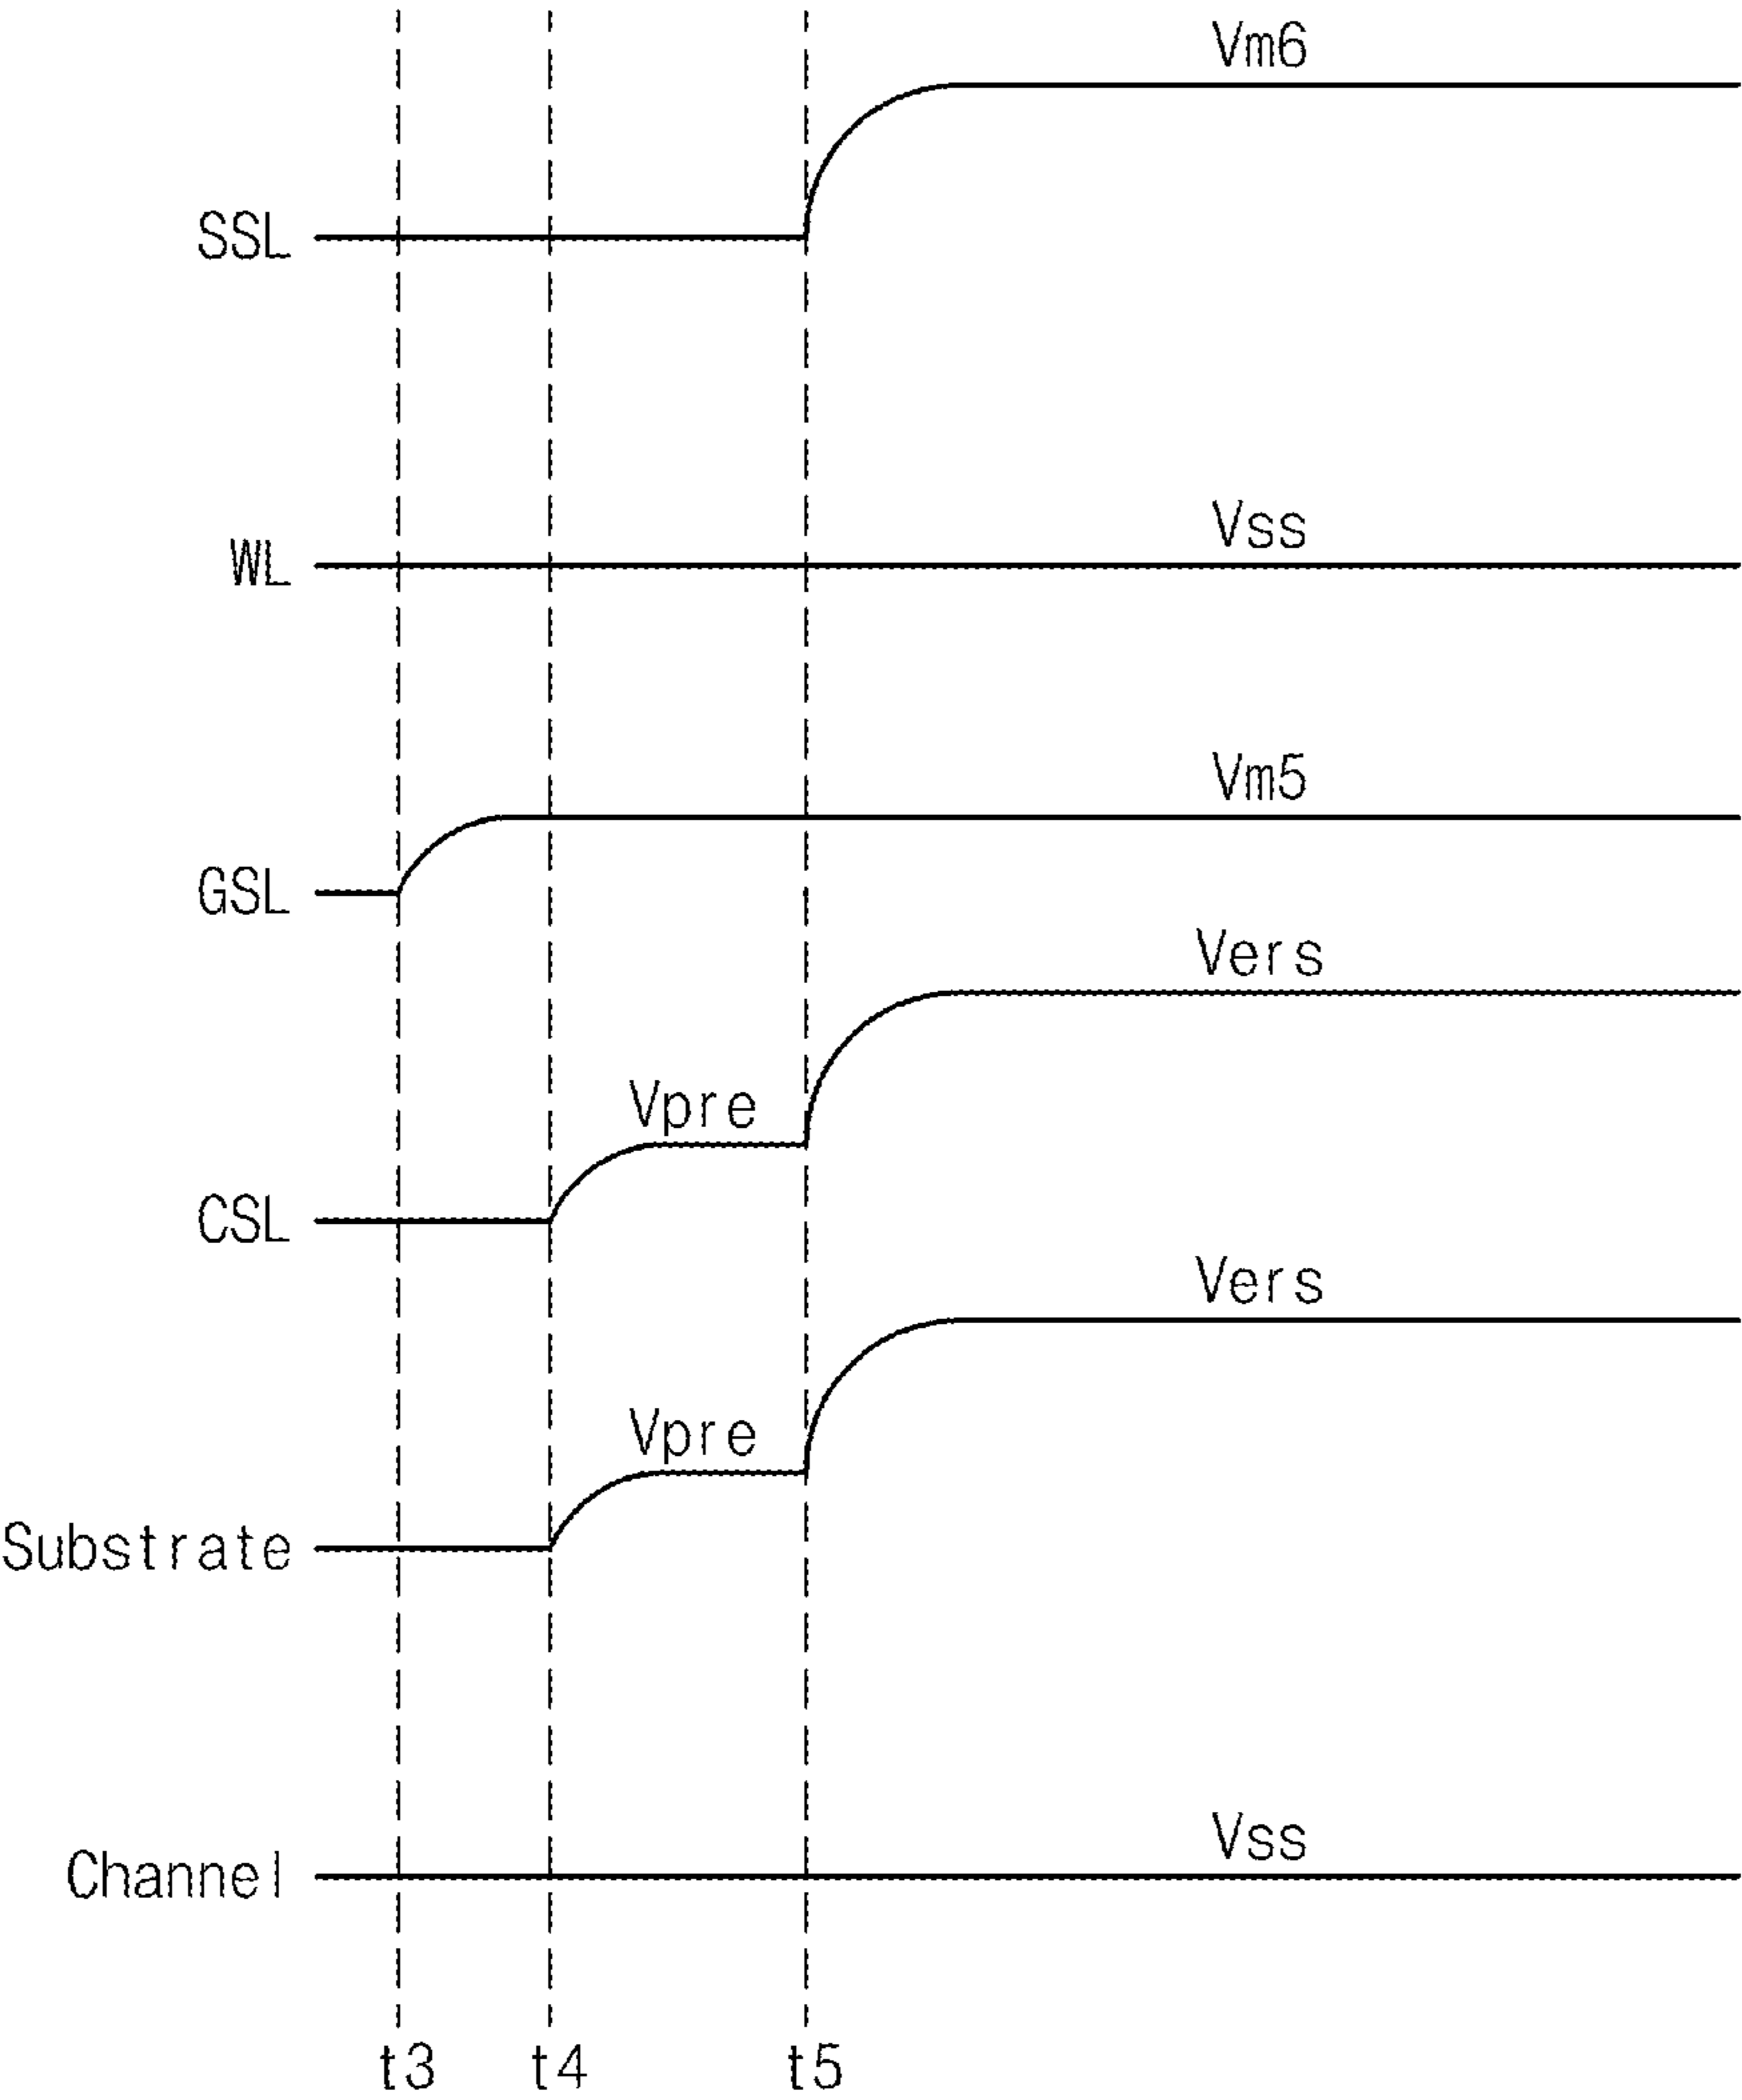 Vm6
SSL
Vss
WL
Vm5
GSL
Vers
Vpre
CSL
Vers
Vpre
Substrate
Vss
Channel
t3 t4 t5